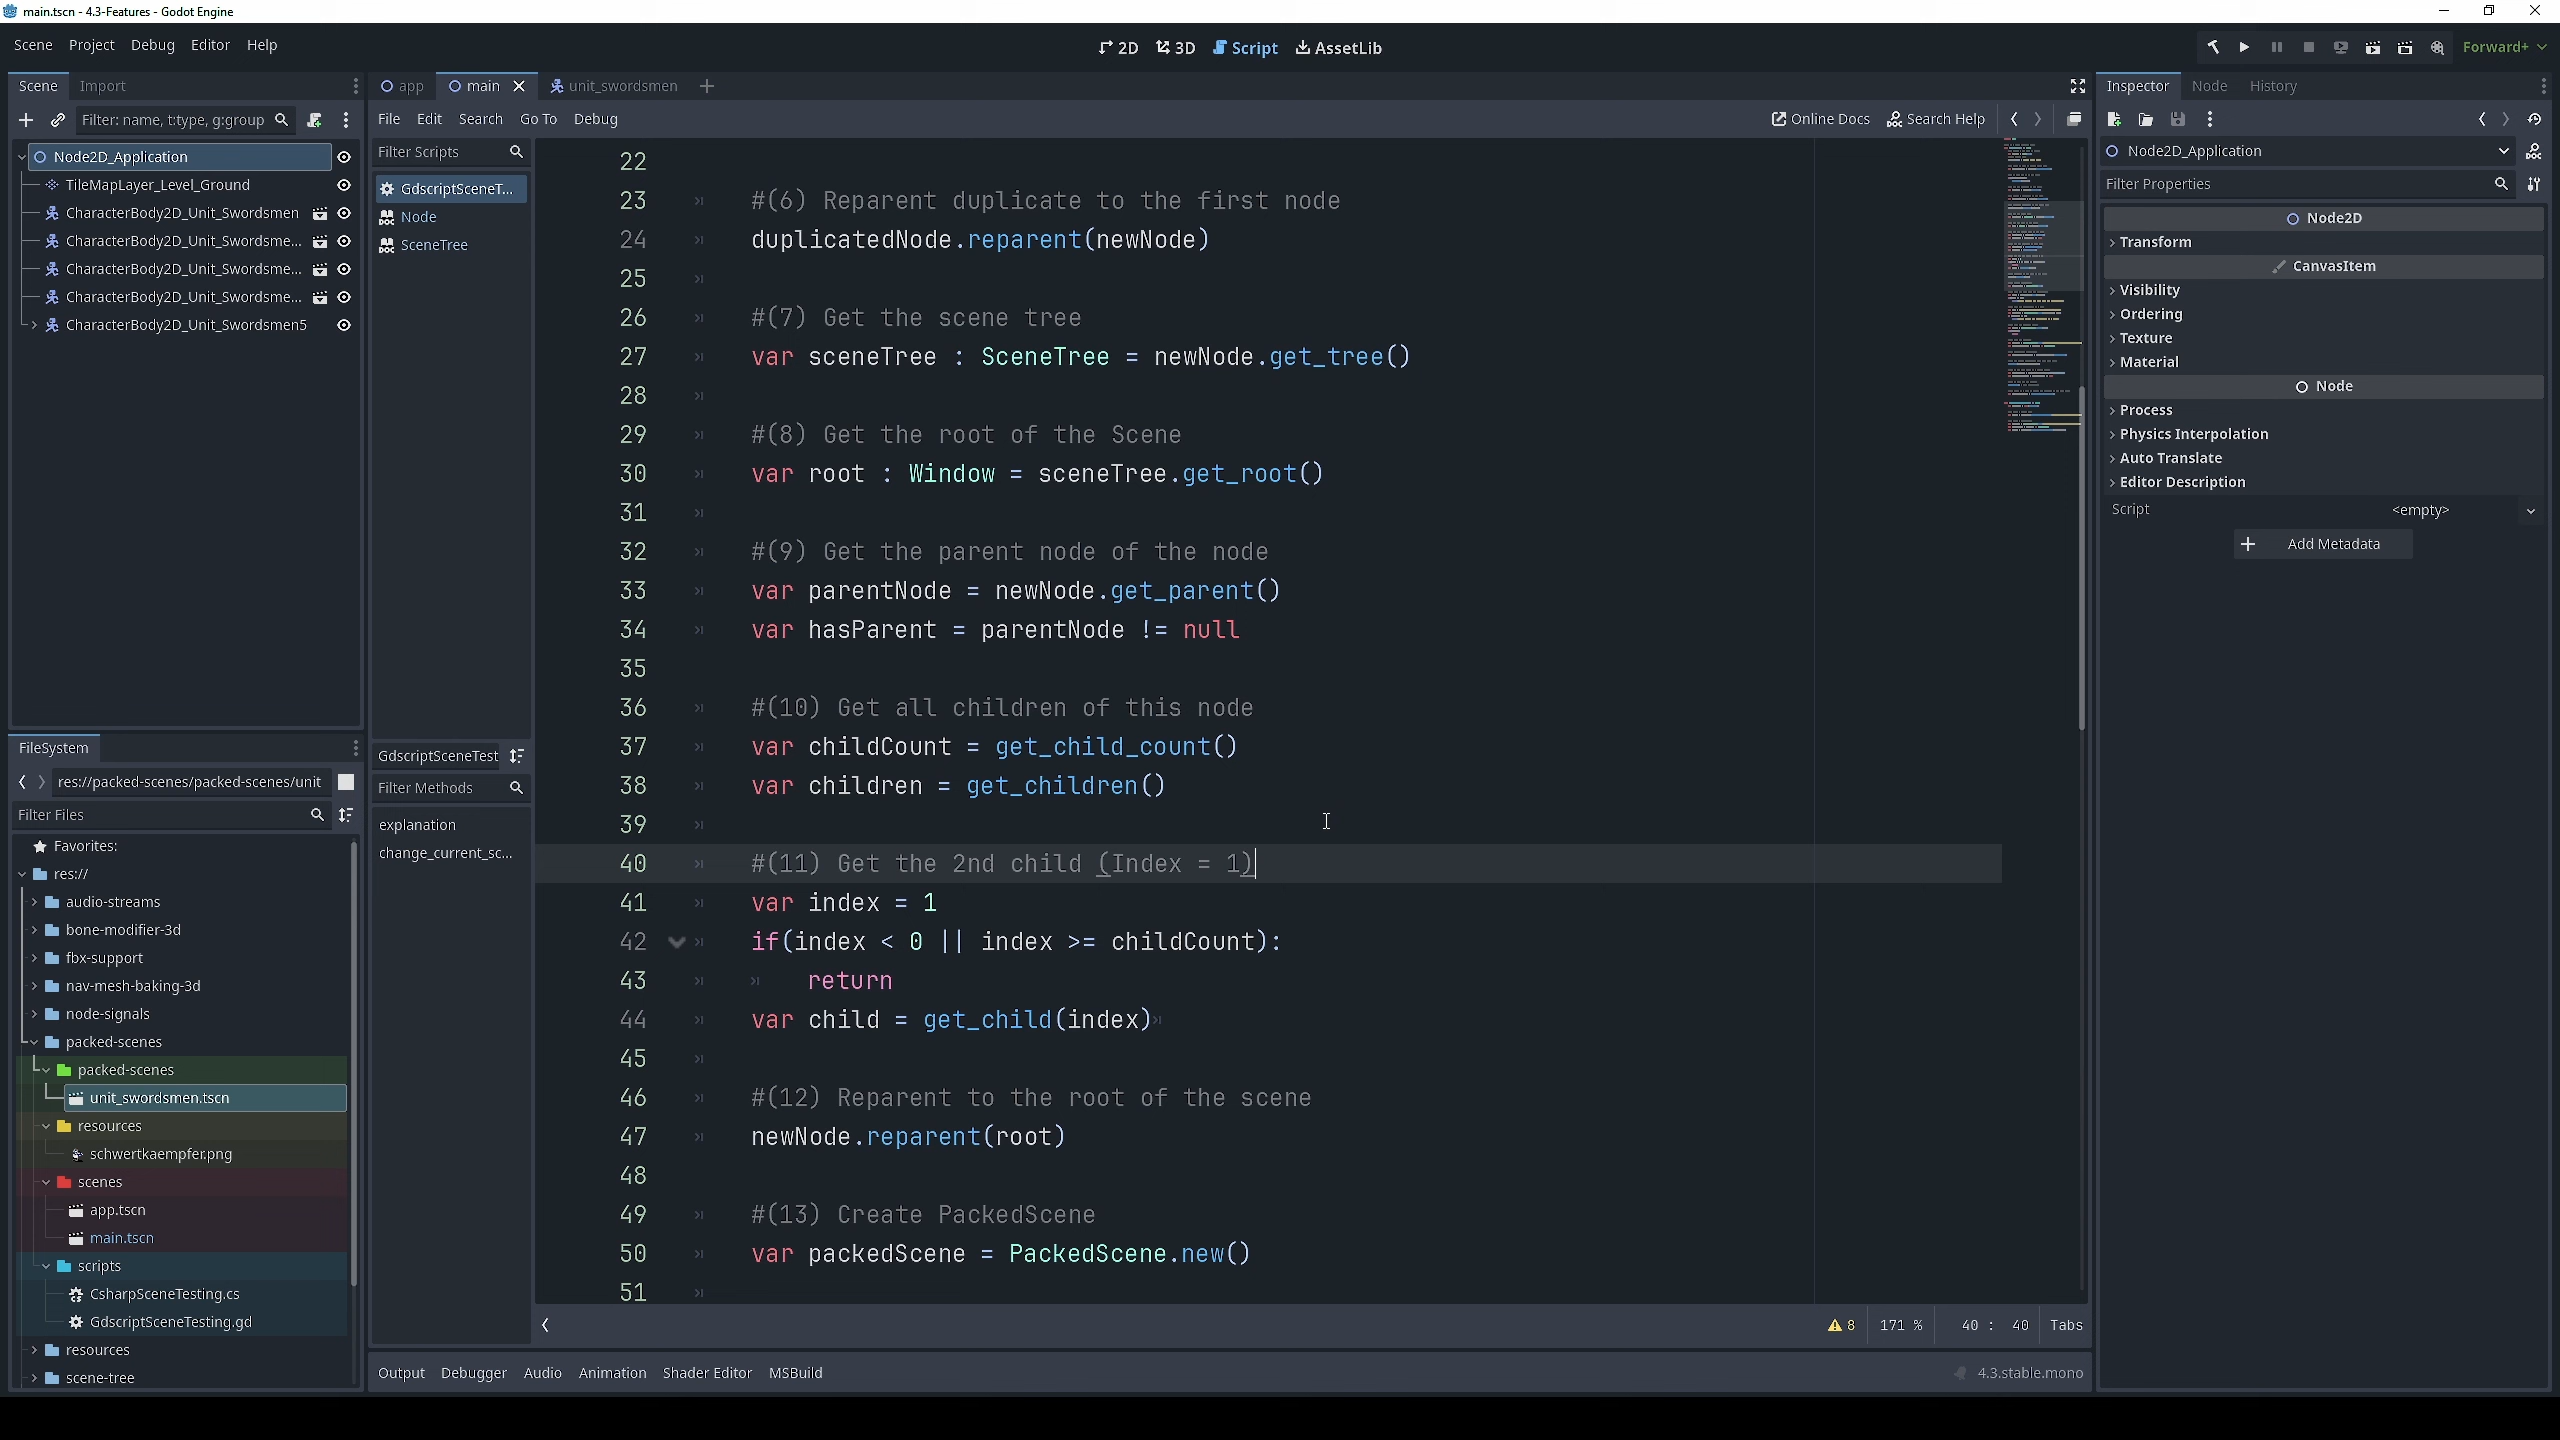 main.tscn - 4.3-Features - Godot Engine
Scene Project Debug Editor Help
2D 3D Script AssetLib
Forward+
Scene Import
Filter: name, t:type, g:group
Node2D_Application
TileMapLayer_Level_Ground
CharacterBody2D_Unit_Swordsmen
CharacterBody2D_Unit_Swordsme...
CharacterBody2D_Unit_Swordsme...
CharacterBody2D_Unit_Swordsme...
CharacterBody2D_Unit_Swordsmen5
FileSystem
res://packed-scenes/packed-scenes/unit
Filter Files
Favorites:
res://
audio-streams
bone-modifier-3d
fbx-support
nav-mesh-baking-3d
node-signals
packed-scenes
packed-scenes
unit_swordsmen.tscn
resources
schwertkaempfer.png
scenes
app.tscn
main.tscn
scripts
CsharpSceneTesting.cs
GdscriptSceneTesting.gd
resources
scene-tree
app main unit_swordsmen
File Edit Search Go To Debug
Online Docs Search Help
Filter Scripts
GdscriptSceneT...
Node
SceneTree
GdscriptSceneTest
Filter Methods
explanation
change_current_sc...
22
23 #(6) Reparent duplicate to the first node
24 duplicatedNode.reparent(newNode)
25
26 #(7) Get the scene tree
27 var sceneTree : SceneTree = newNode.get_tree()
28
29 #(8) Get the root of the Scene
30 var root : Window = sceneTree.get_root()
31
32 #(9) Get the parent node of the node
33 var parentNode = newNode.get_parent()
34 var hasParent = parentNode != null
35
36 #(10) Get all children of this node
37 var childCount = get_child_count()
38 var children = get_children()
39
40 #(11) Get the 2nd child (Index = 1)
41 var index = 1
42 if(index < 0 || index >= childCount):
43 return
44 var child = get_child(index)
45
46 #(12) Reparent to the root of the scene
47 newNode.reparent(root)
48
49 #(13) Create PackedScene
50 var packedScene = PackedScene.new()
51
8 171 % 40 : 40 Tabs
Output Debugger Audio Animation Shader Editor MSBuild
4.3.stable.mono
Inspector Node History
Node2D_Application
Filter Properties
Node2D
Transform
CanvasItem
Visibility
Ordering
Texture
Material
Node
Process
Physics Interpolation
Auto Translate
Editor Description
Script <empty>
Add Metadata